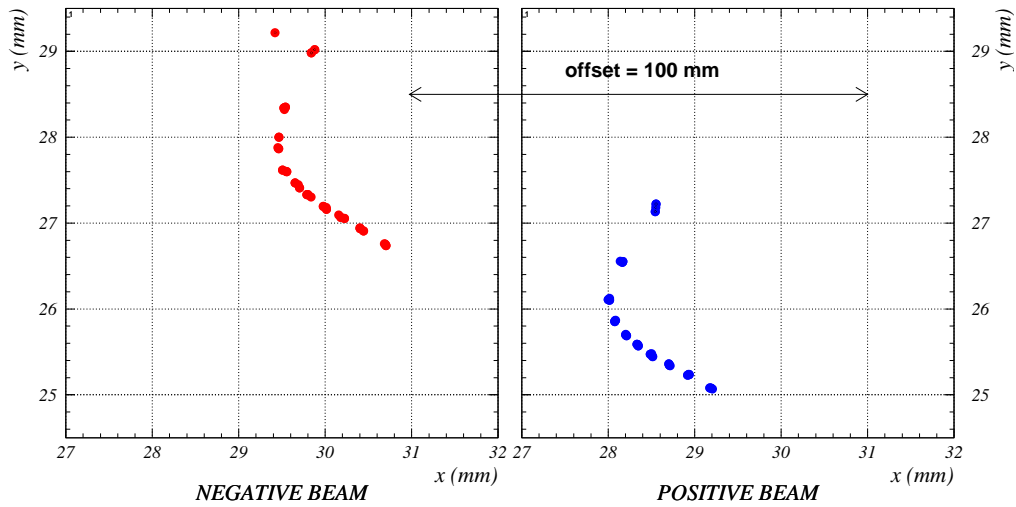 y (mm)
29
28
27
26
25
27 28 29 30 31 32
x (mm)
NEGATIVE BEAM
offset = 100 mm
y (mm)
29
28
27
26
25
27 28 29 30 31 32
x (mm)
POSITIVE BEAM